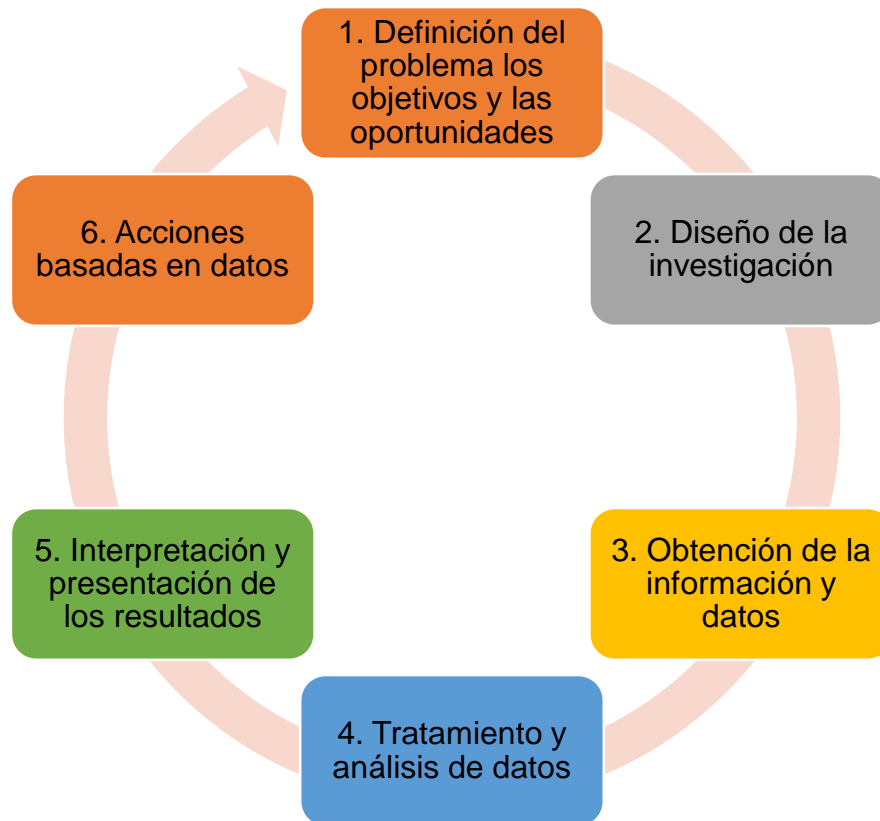 1. Definición del
problema los
objetivos y las
oportunidades
2. Diseño de la
investigación
3. Obtención de la
información y
datos
4. Tratamiento y
análisis de datos
5. Interpretación y
presentación de
los resultados
6. Acciones
basadas en datos